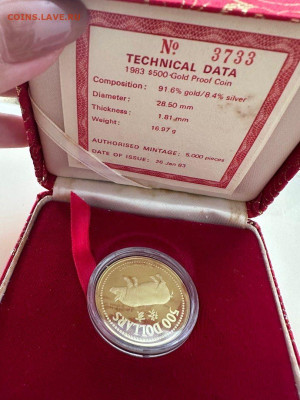 COINS.LAVE.RU
No 3733
TECHNICAL DATA
1983 $500 Gold Proof Coin
Composition: 91.6% gold/8.4% silver
Diameter: 28.50 mm
Thickness: 1.81 mm
Weight: 16.97 g
AUTHORISED MINTAGE: 5,000 pieces
DATE OF ISSUE: 25 Jan 83
500 DOLLARS